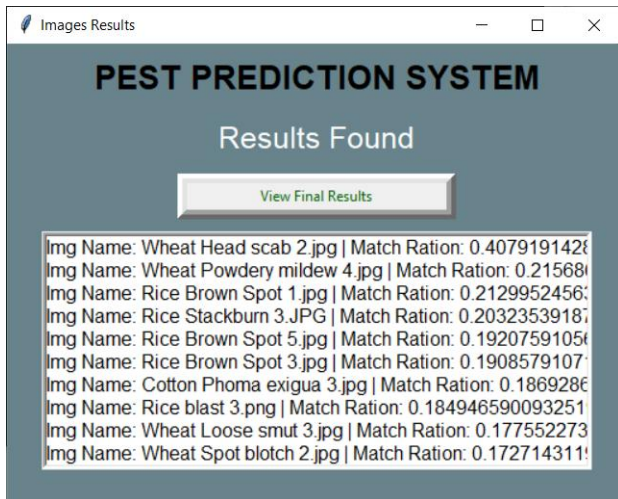 Images Results
PEST PREDICTION SYSTEM
Results Found
View Final Results
Img Name: Wheat Head scab 2.jpg | Match Ration: 0.407919142
Img Name: Wheat Powdery mildew 4.jpg | Match Ration: 0.21568
Img Name: Rice Brown Spot 1.jpg | Match Ration: 0.2129952456
Img Name: Rice Stackburn 3.JPG | Match Ration: 0.2032353918
Img Name: Rice Brown Spot 5.jpg | Match Ration: 0.1920759105
Img Name: Rice Brown Spot 3.jpg | Match Ration: 0.190857910
Img Name: Cotton Phoma exigua 3.jpg | Match Ration: 0.1869286
Img Name: Rice blast 3.png | Match Ration: 0.18494659009325
Img Name: Wheat Loose smut 3.jpg | Match Ration: 0.177552273
Img Name: Wheat Spot blotch 2.jpg | Match Ration: 0.172714311